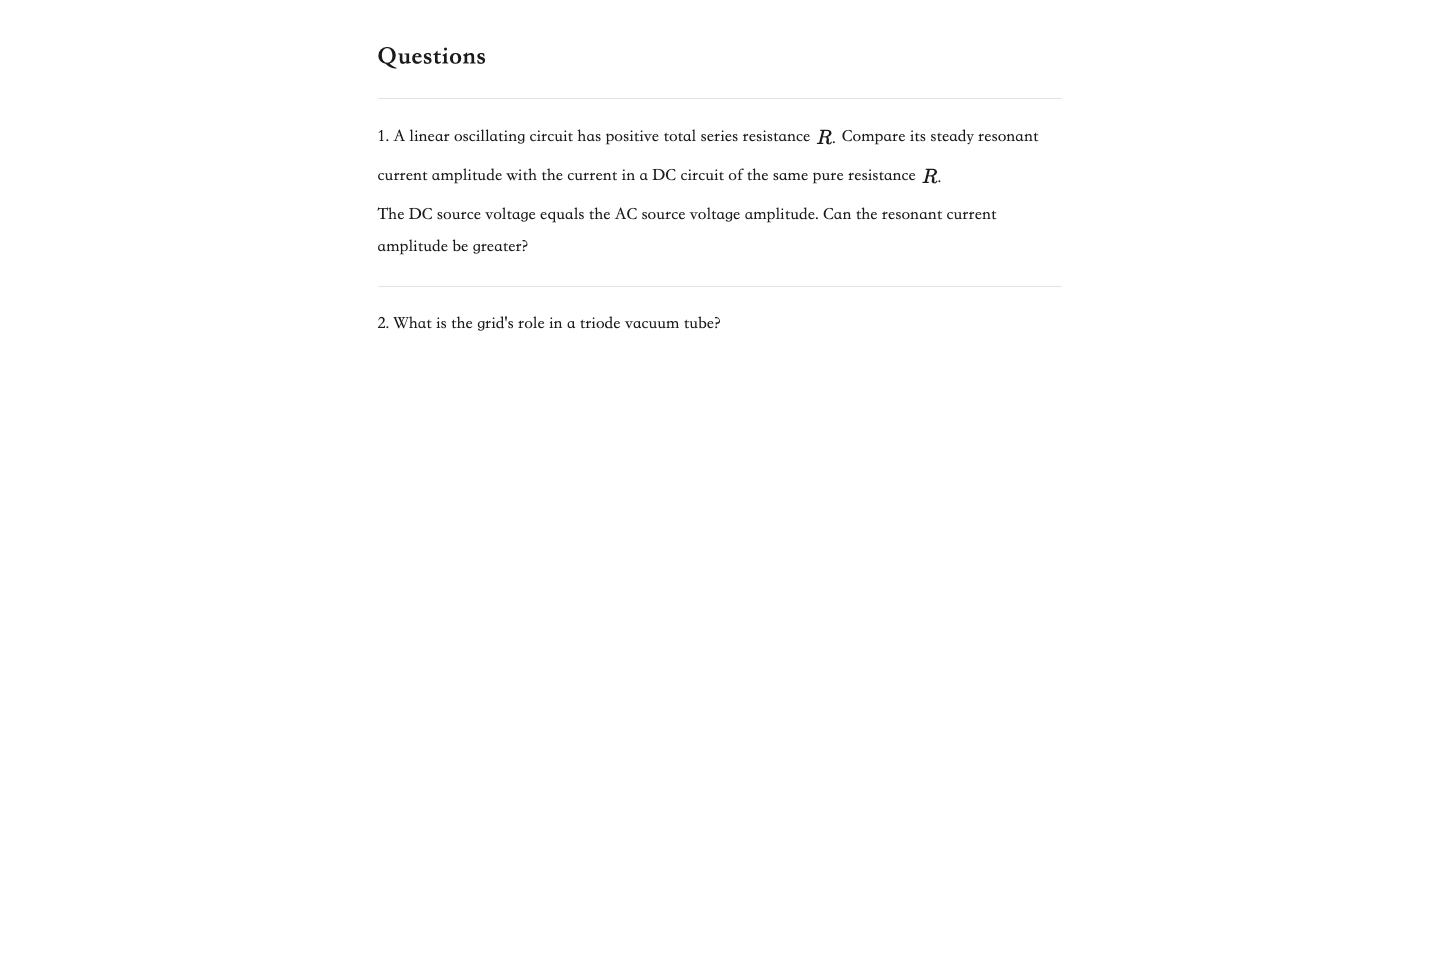 Questions
1. A linear oscillating circuit has positive total series resistance R. Compare its steady resonant
current amplitude with the current in a DC circuit of the same pure resistance R.
The DC source voltage equals the AC source voltage amplitude. Can the resonant current
amplitude be greater?
2. What is the grid's role in a triode vacuum tube?